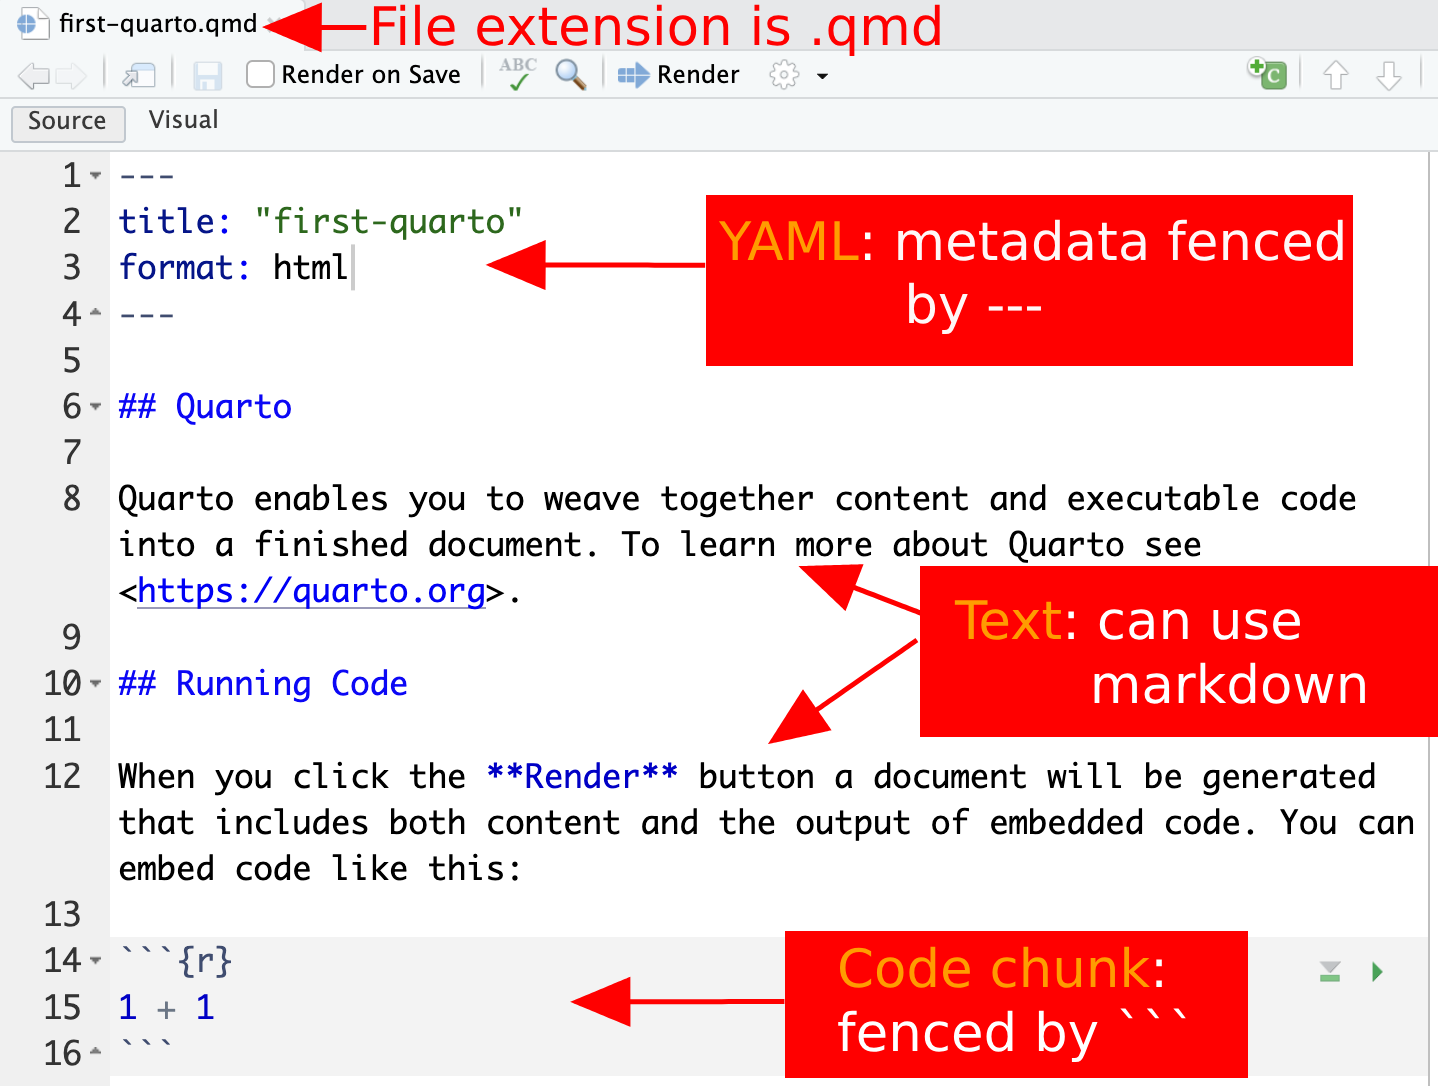 first-quarto.qmd
File extension is .qmd
Render on Save
ABC
Render
C
Source
Visual
1
---
2
title: "first-quarto"
3
format: html
4
---
YAML: metadata fenced
by ---
5
6
## Quarto
7
8
Quarto enables you to weave together content and executable code
into a finished document. To learn more about Quarto see
<https://quarto.org>.
Text: can use
markdown
9
10
## Running Code
11
12
When you click the **Render** button a document will be generated
that includes both content and the output of embedded code. You can
embed code like this:
13
14
```{r}
15
1 + 1
16
```
Code chunk:
fenced by ```